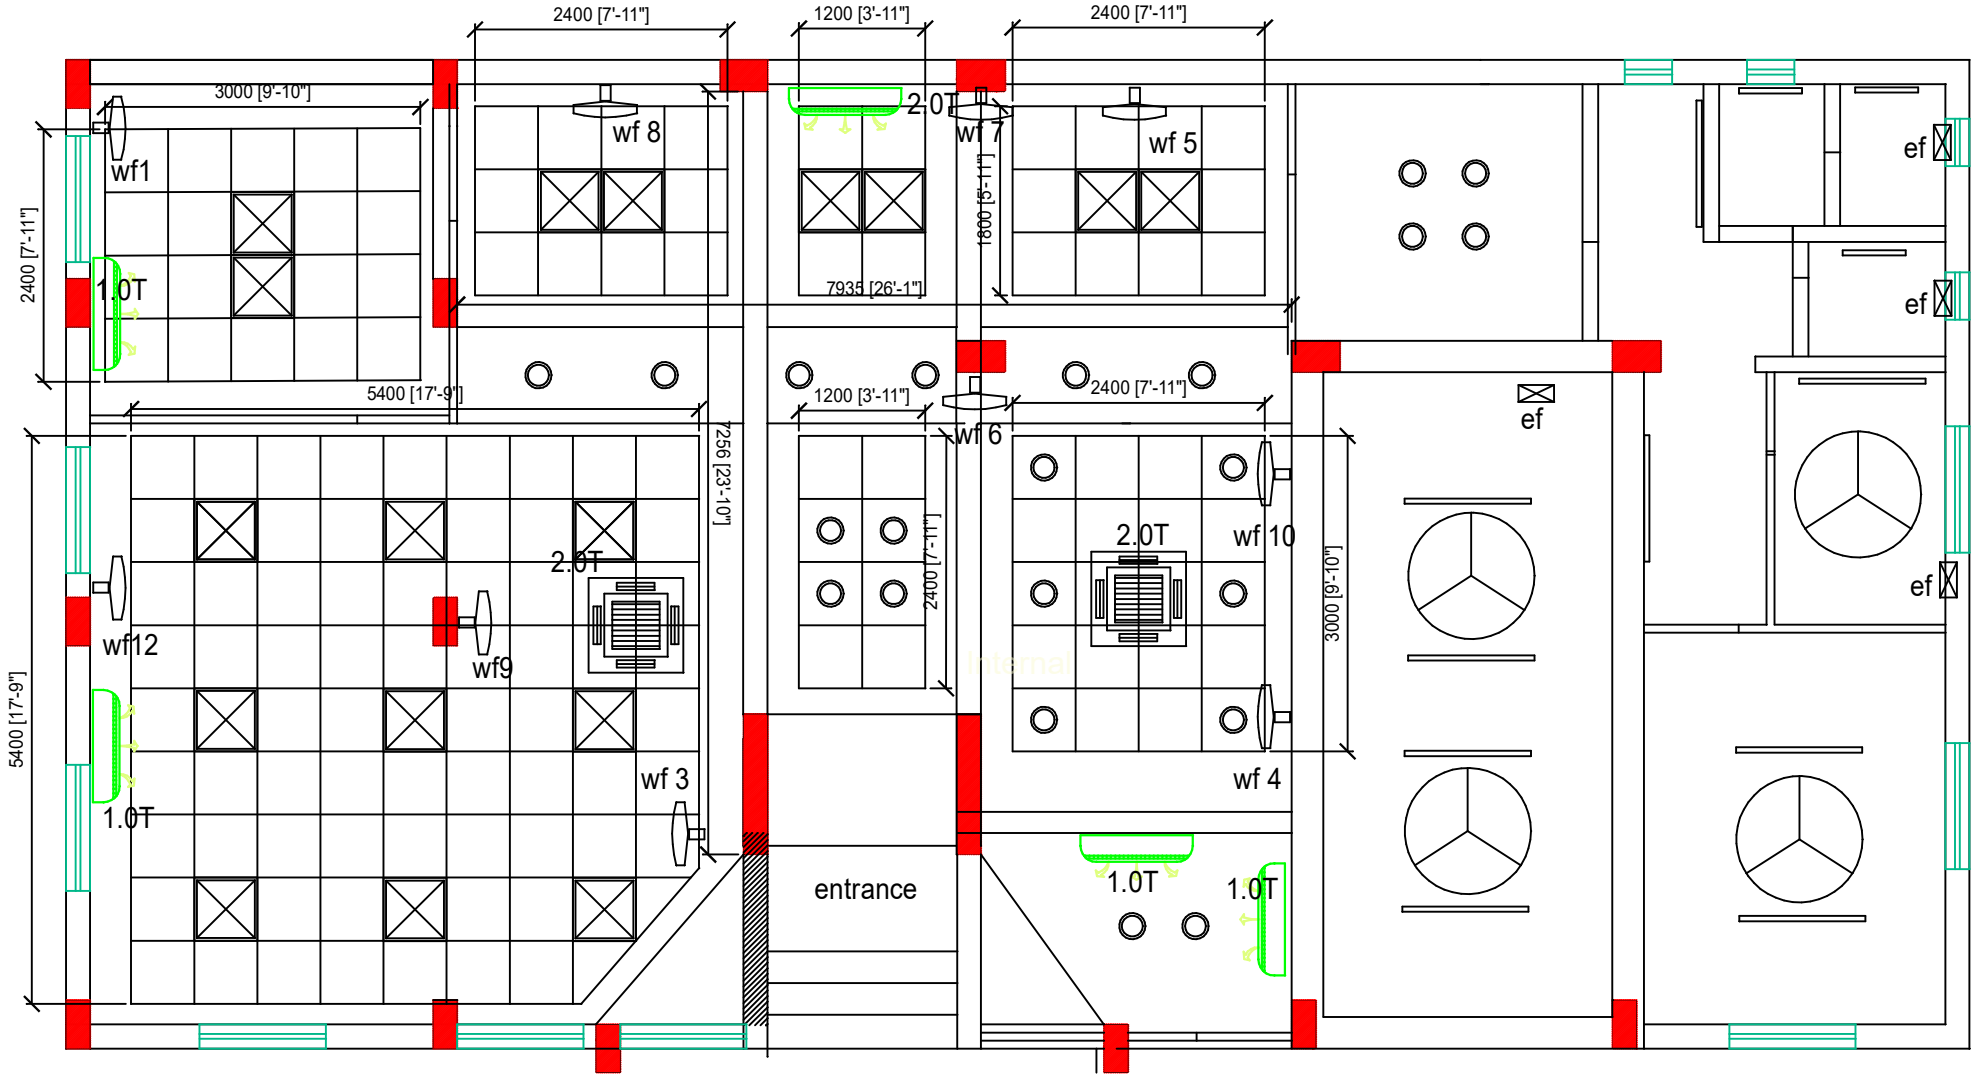 2400 [7'-11"]
1200 [3'-11"]
2400 [7'-11"]
3000 [9'-10"]
2.0T
wf 8
wf 7
wf 5
wf1
ef
2400 [7'-11"]
1800 [5'-11"]
1.0T
7935 [26'-1"]
ef
5400 [17'-9"]
1200 [3'-11"]
2400 [7'-11"]
ef
wf 6
7256 [23'-10"]
2.0T
2.0T
wf 10
2400 [7'-11"]
3000 [9'-10"]
ef
wf12
wf9
Internal
5400 [17'-9"]
wf 3
wf 4
1.0T
entrance
1.0T
1.0T